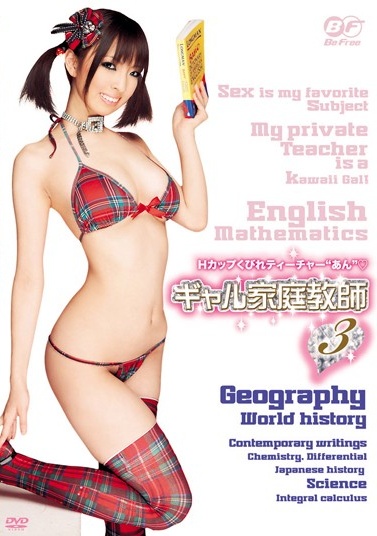 BF
Be Free
Sex is my favorite
Subject
My private
Teacher
is a
Kawaii Gall
English
Mathematics
Hカップくびれティーチャー"あん"♡
ギャル家庭教師
3
Geography
World history
Contemporary writings
Chemistry. Differential
Japanese history
Science
Integral calculus
DVD